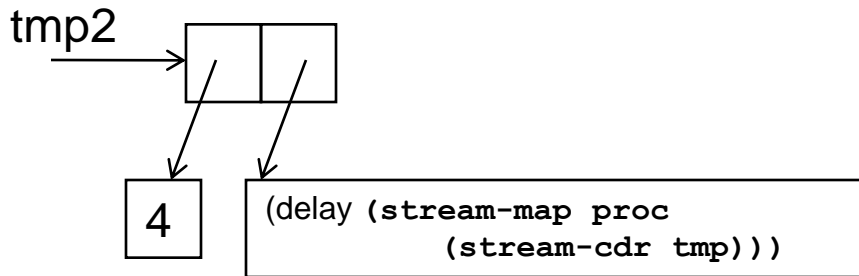 tmp2
4
(delay (stream-map proc
(stream-cdr tmp)))